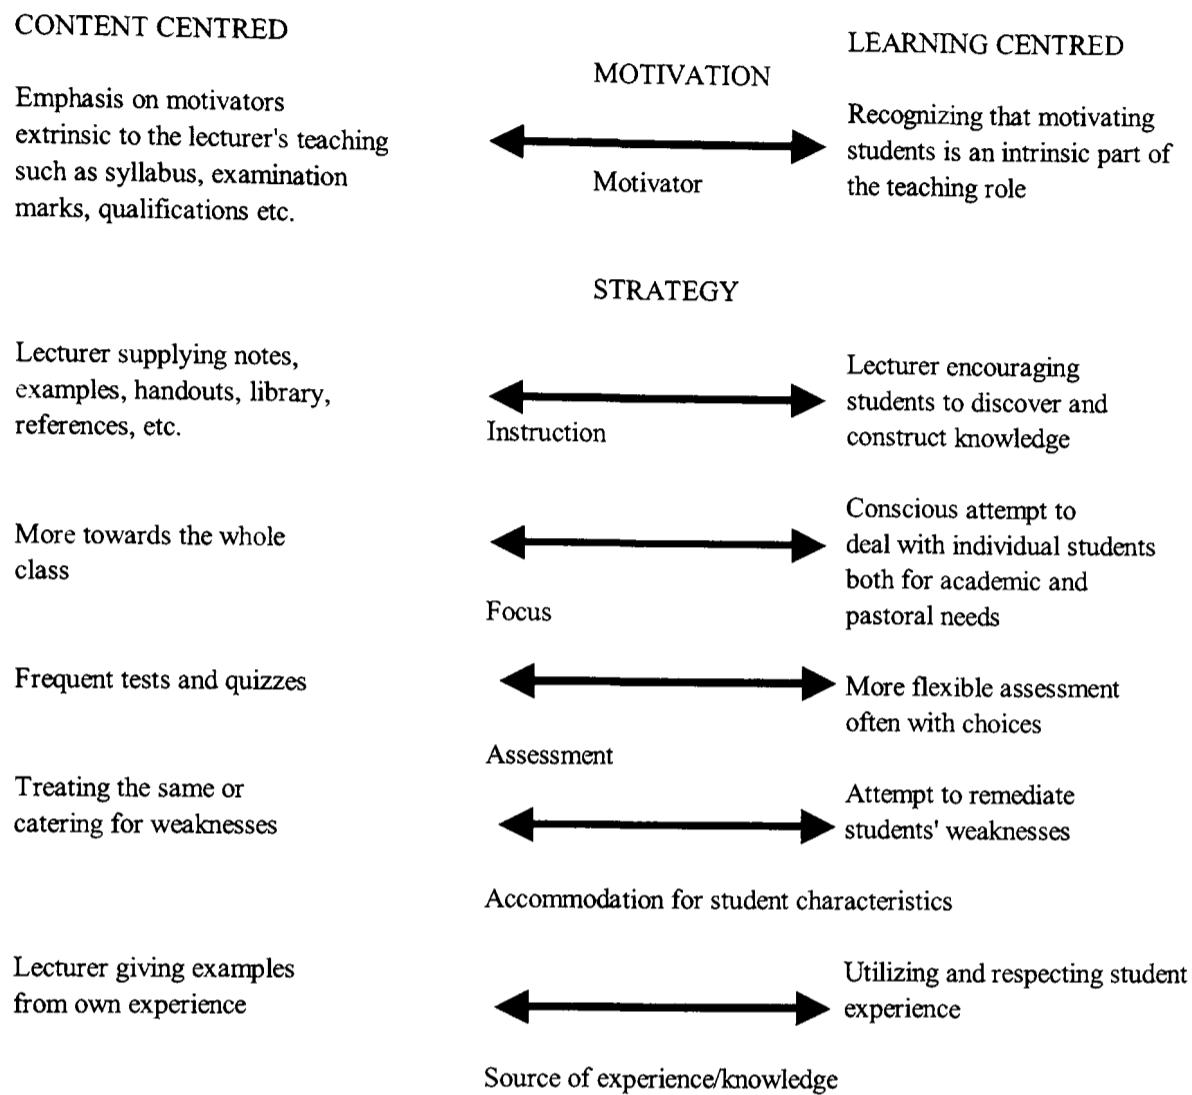 CONTENT CENTRED
LEARNING CENTRED
MOTIVATION
Emphasis on motivators
extrinsic to the lecturer's teaching
such as syllabus, examination
marks, qualifications etc.
Motivator
Recognizing that motivating
students is an intrinsic part of
the teaching role
STRATEGY
Lecturer supplying notes,
examples, handouts, library,
references, etc.
Instruction
Lecturer encouraging
students to discover and
construct knowledge
More towards the whole
class
Focus
Conscious attempt to
deal with individual students
both for academic and
pastoral needs
Frequent tests and quizzes
Assessment
More flexible assessment
often with choices
Treating the same or
catering for weaknesses
Attempt to remediate
students' weaknesses
Accommodation for student characteristics
Lecturer giving examples
from own experience
Utilizing and respecting student
experience
Source of experience/knowledge